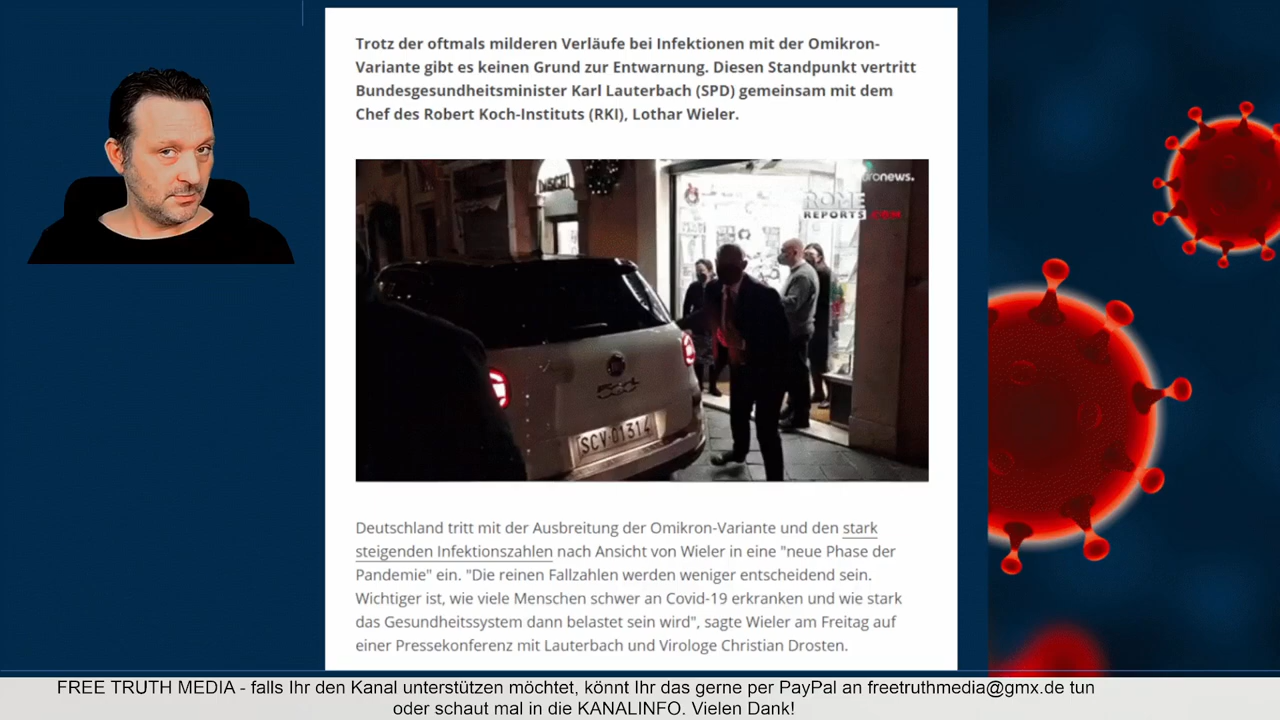 Trotz der oftmals milderen Verläufe bei Infektionen mit der Omikron-
Variante gibt es keinen Grund zur Entwarnung. Diesen Standpunkt vertritt
Bundesgesundheitsminister Karl Lauterbach (SPD) gemeinsam mit dem
Chef des Robert Koch-Instituts (RKI), Lothar Wieler.
ronews.
ROME
REPORTS.COM
SCV 01314
Deutschland tritt mit der Ausbreitung der Omikron-Variante und den stark
steigenden Infektionszahlen nach Ansicht von Wieler in eine "neue Phase der
Pandemie" ein. "Die reinen Fallzahlen werden weniger entscheidend sein.
Wichtiger ist, wie viele Menschen schwer an Covid-19 erkranken und wie stark
das Gesundheitssystem dann belastet sein wird", sagte Wieler am Freitag auf
einer Pressekonferenz mit Lauterbach und Virologe Christian Drosten.
FREE TRUTH MEDIA - falls Ihr den Kanal unterstützen möchtet, könnt Ihr das gerne per PayPal an freetruthmedia@gmx.de tun
oder schaut mal in die KANALINFO. Vielen Dank!